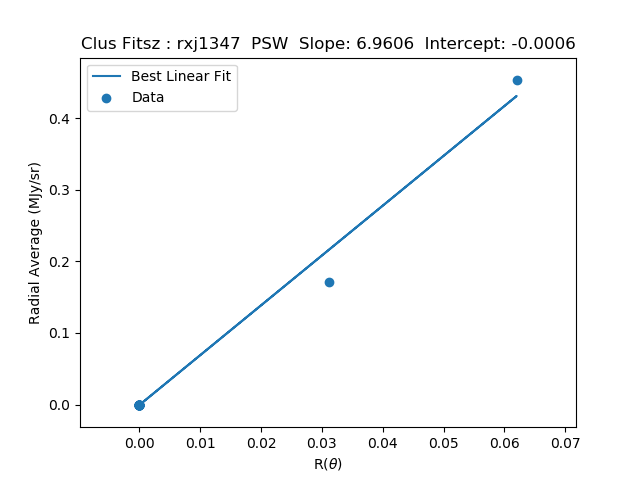 Clus Fitsz : rxj1347  PSW  Slope: 6.9606  Intercept: -0.0006
Best Linear Fit
Data
Radial Average (MJy/sr)
0.4
0.3
0.2
0.1
0.0
0.00 0.01 0.02 0.03 0.04 0.05 0.06 0.07
R(θ)